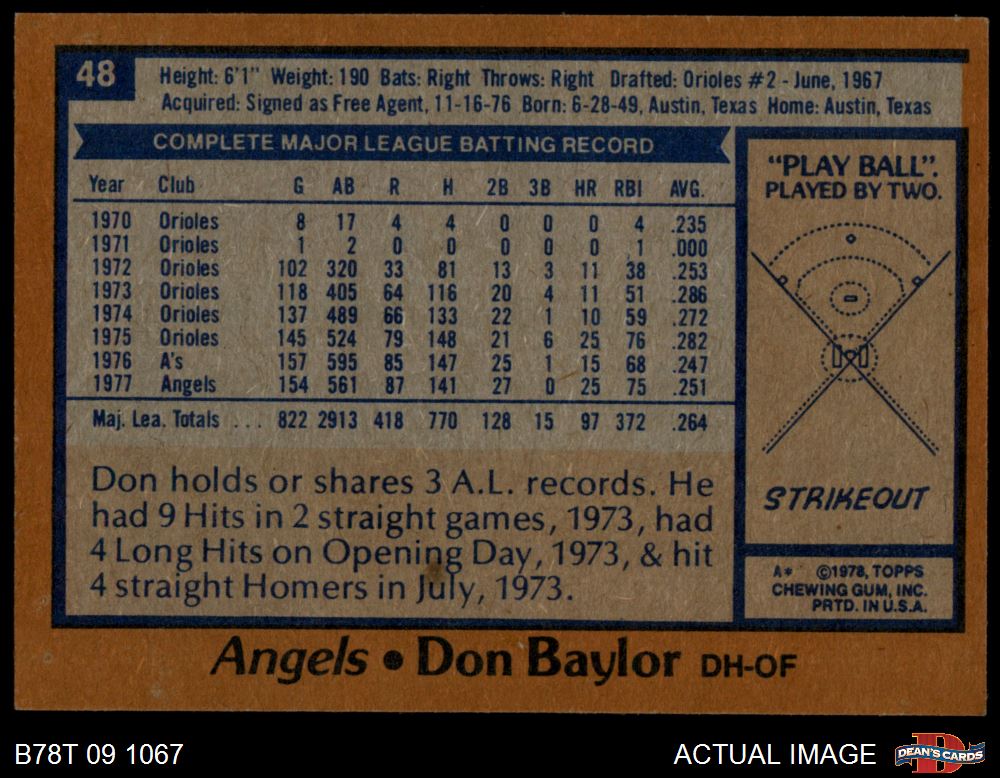 48
Height: 6'1" Weight: 190 Bats: Right Throws: Right Drafted: Orioles #2 - June, 1967
Acquired: Signed as Free Agent, 11-16-76 Born: 6-28-49, Austin, Texas Home: Austin, Texas
COMPLETE MAJOR LEAGUE BATTING RECORD
Year Club G AB R H 2B 3B HR RBI AVG.
1970 Orioles 8 17 4 4 0 0 0 4 .235
1971 Orioles 1 2 0 0 0 0 0 1 .000
1972 Orioles 102 320 33 81 13 3 11 38 .253
1973 Orioles 118 405 64 116 20 4 11 51 .286
1974 Orioles 137 489 66 133 22 1 10 59 .272
1975 Orioles 145 524 79 148 21 6 25 76 .282
1976 A's 157 595 85 147 25 1 15 68 .247
1977 Angels 154 561 87 141 27 0 25 75 .251
Maj. Lea. Totals ... 822 2913 418 770 128 15 97 372 .264
Don holds or shares 3 A.L. records. He
had 9 Hits in 2 straight games, 1973, had
4 Long Hits on Opening Day, 1973, & hit
4 straight Homers in July, 1973.
"PLAY BALL".
PLAYED BY TWO.
STRIKEOUT
A* ©1978, TOPPS
CHEWING GUM, INC.
PRTD. IN U.S.A.
Angels • Don Baylor DH-OF
B78T 09 1067
ACTUAL IMAGE
DEAN'S CARDS